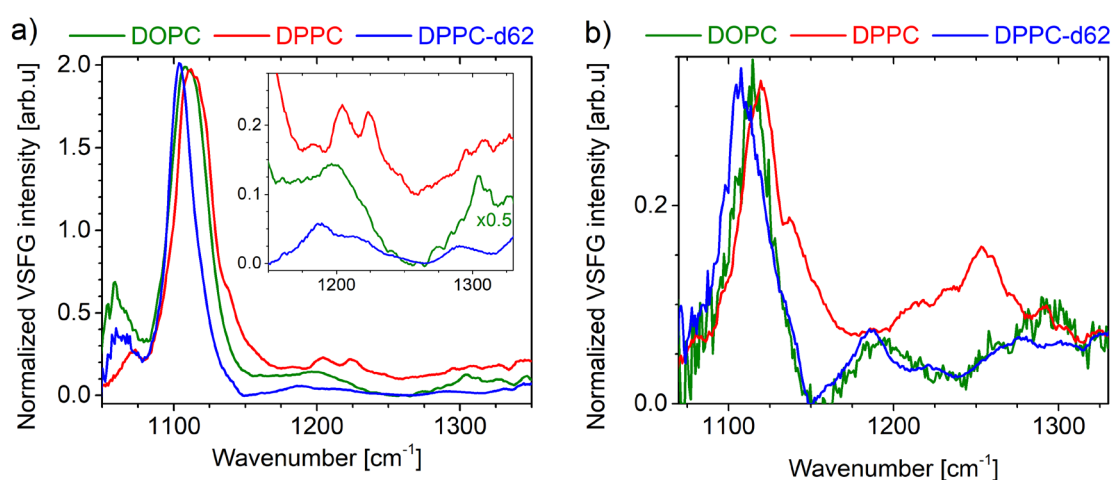 a)
DOPC DPPC DPPC-d62
2.0
1.5
1.0
0.5
0.0
0.2
0.1
0.0
x0.5
1200 1300
1100 1200 1300
Normalized VSFG intensity [arb.u]
Wavenumber [cm⁻¹]
b)
DOPC DPPC DPPC-d62
0.2
0.0
1100 1200 1300
Normalized VSFG intensity [arb.u]
Wavenumber [cm⁻¹]